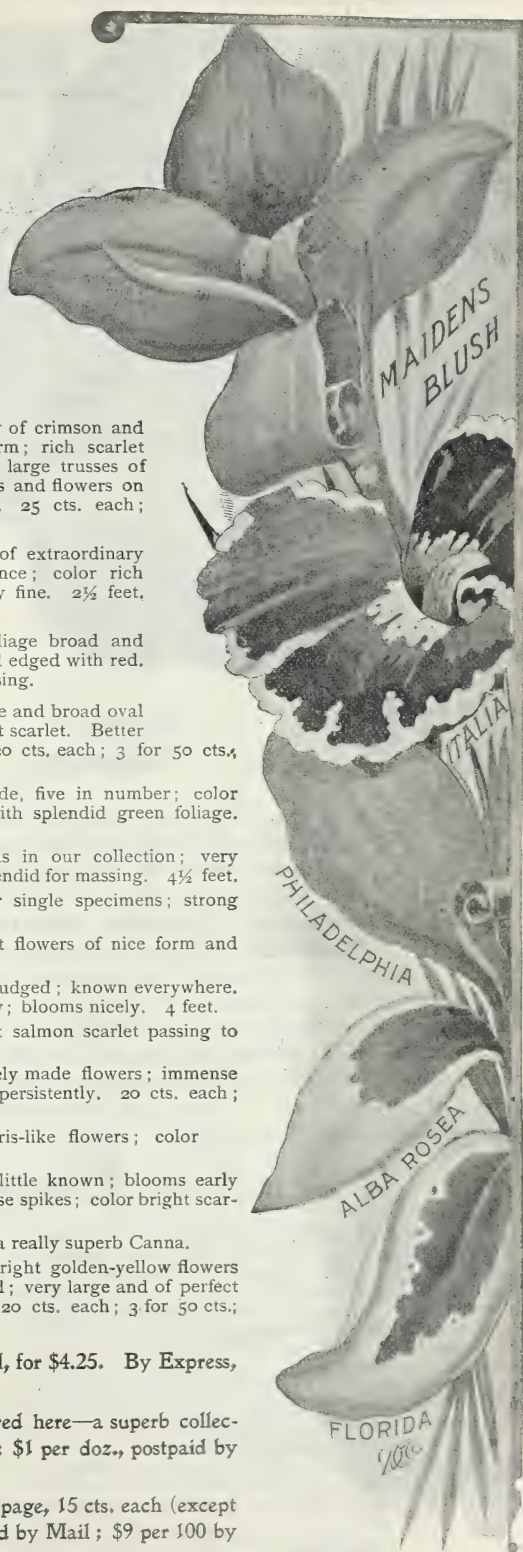 of crimson and
rm; rich scarlet
large trusses of
s and flowers on
25 cts. each;
of extraordinary
nce; color rich
y fine. 2½ feet.
liage broad and
edged with red.
sing.
e and broad oval
t scarlet. Better
20 cts. each; 3 for 50 cts.,
de, five in number; color
ith splendid green foliage.
s in our collection; very
endid for massing. 4½ feet.
r single specimens; strong
t flowers of nice form and
udged; known everywhere.
; blooms nicely. 4 feet.
salmon scarlet passing to
ely made flowers; immense
persistently. 20 cts. each;
ris-like flowers; color
little known; blooms early
se spikes; color bright scar-
a really superb Canna.
right golden-yellow flowers
; very large and of perfect
20 cts. each; 3 for 50 cts.;
, for $4.25. By Express,
red here—a superb collec-
: $1 per doz., postpaid by
page, 15 cts. each (except
d by Mail; $9 per 100 by
MAIDENS
BLUSH
ITALIA
PHILADELPHIA
ALBA ROSEA
FLORIDA